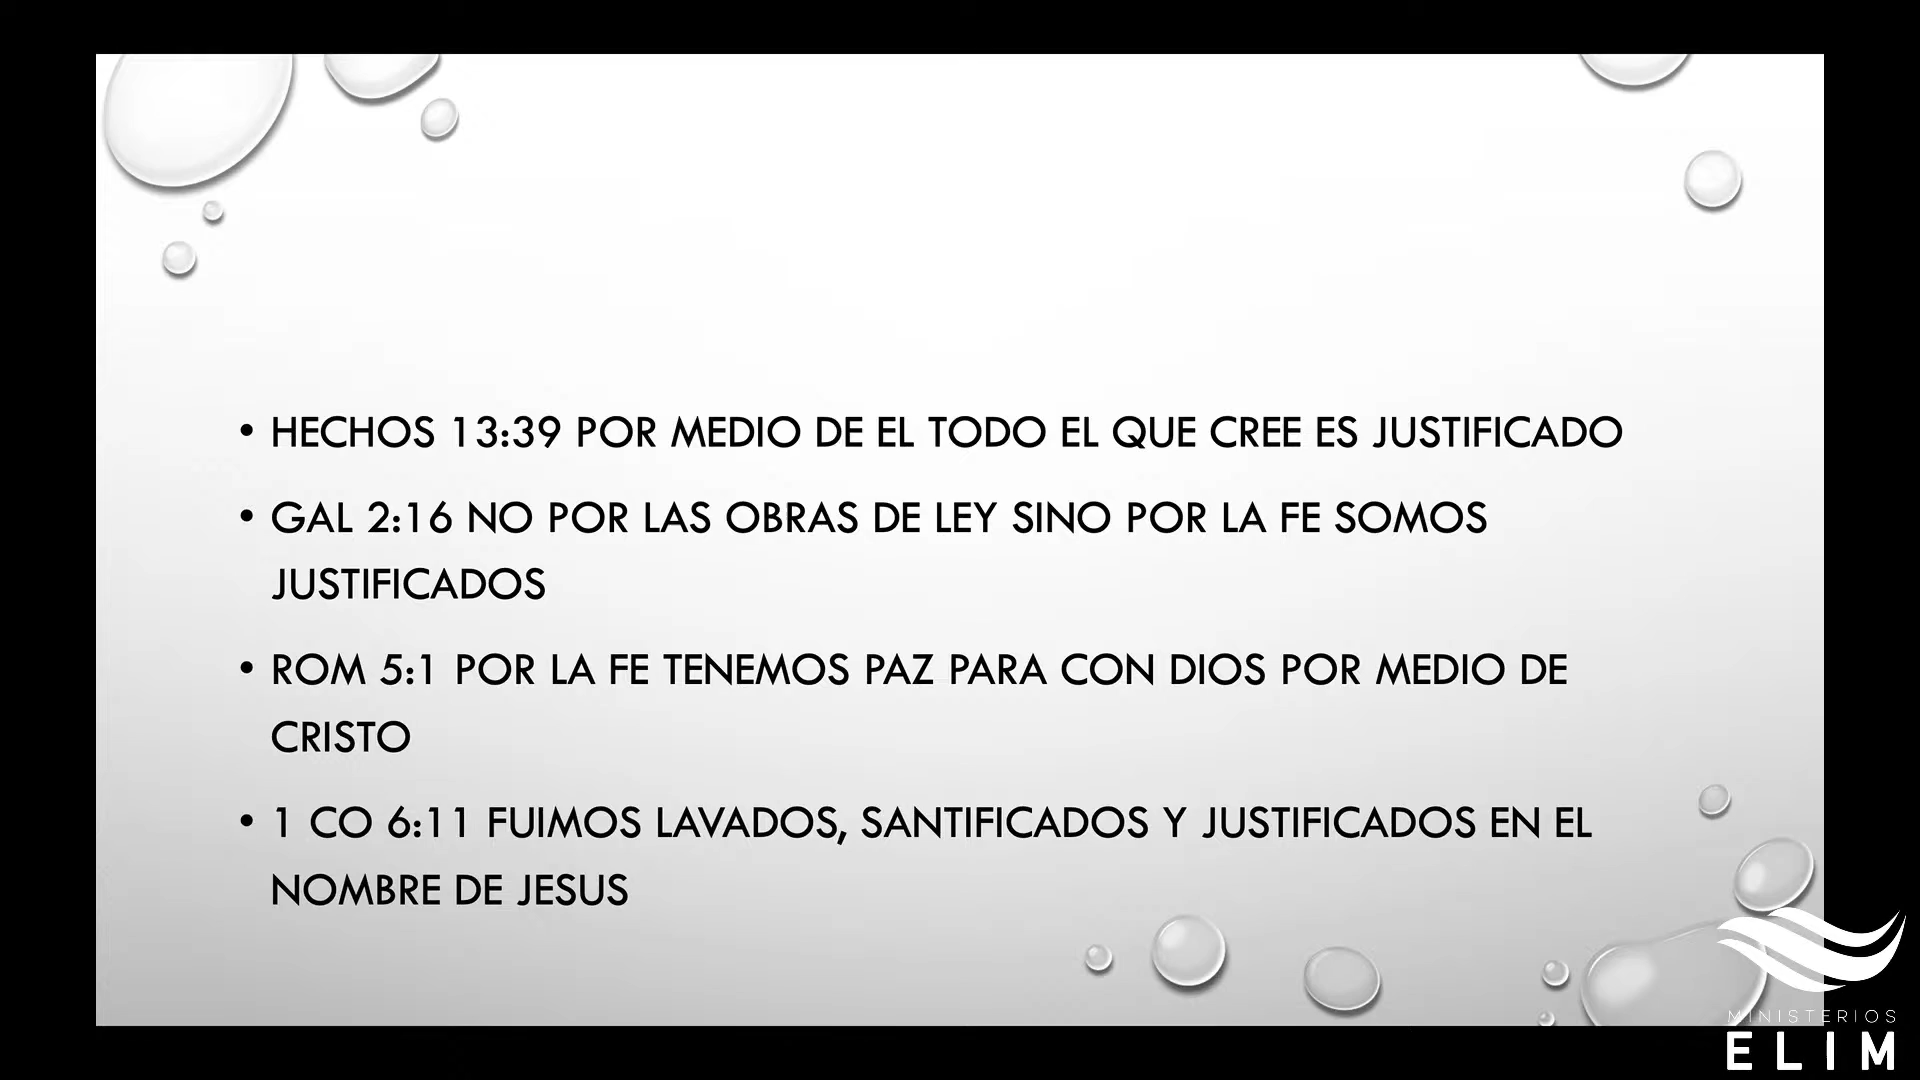 • HECHOS 13:39 POR MEDIO DE EL TODO EL QUE CREE ES JUSTIFICADO
• GAL 2:16 NO POR LAS OBRAS DE LEY SINO POR LA FE SOMOS
JUSTIFICADOS
• ROM 5:1 POR LA FE TENEMOS PAZ PARA CON DIOS POR MEDIO DE
CRISTO
• 1 CO 6:11 FUIMOS LAVADOS, SANTIFICADOS Y JUSTIFICADOS EN EL
NOMBRE DE JESUS
MINISTERIOS
ELIM